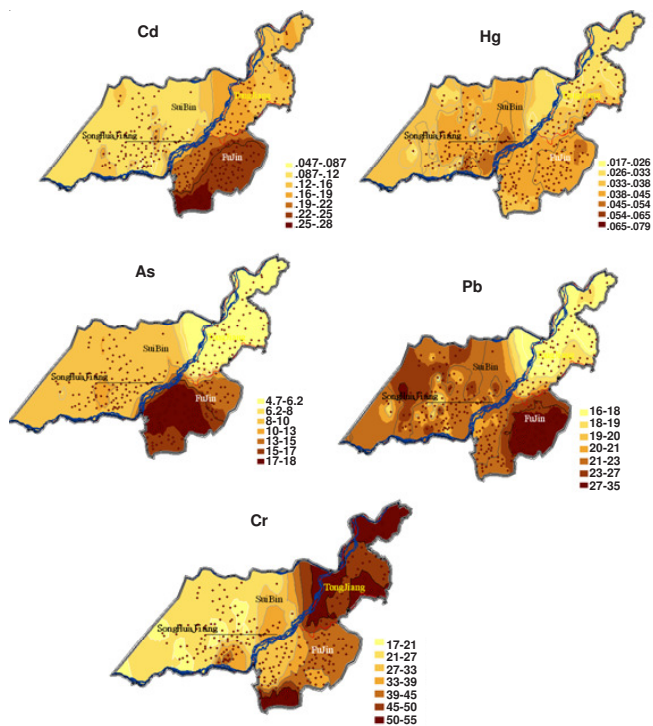 Cd
SuiBin
SongHuaJiang
FuJin
.047-.087
.087-.12
.12-.16
.16-.19
.19-.22
.22-.25
.25-.28
Hg
SuiBin
SongHuaJiang
FuJin
.017-.026
.026-.033
.033-.038
.038-.045
.045-.054
.054-.065
.065-.079
As
SuiBin
SongHuaJiang
FuJin
4.7-6.2
6.2-8
8-10
10-13
13-15
15-17
17-18
Pb
SuiBin
SongHuaJiang
FuJin
16-18
18-19
19-20
20-21
21-23
23-27
27-35
Cr
TongJiang
SuiBin
SongHuaJiang
FuJin
17-21
21-27
27-33
33-39
39-45
45-50
50-55